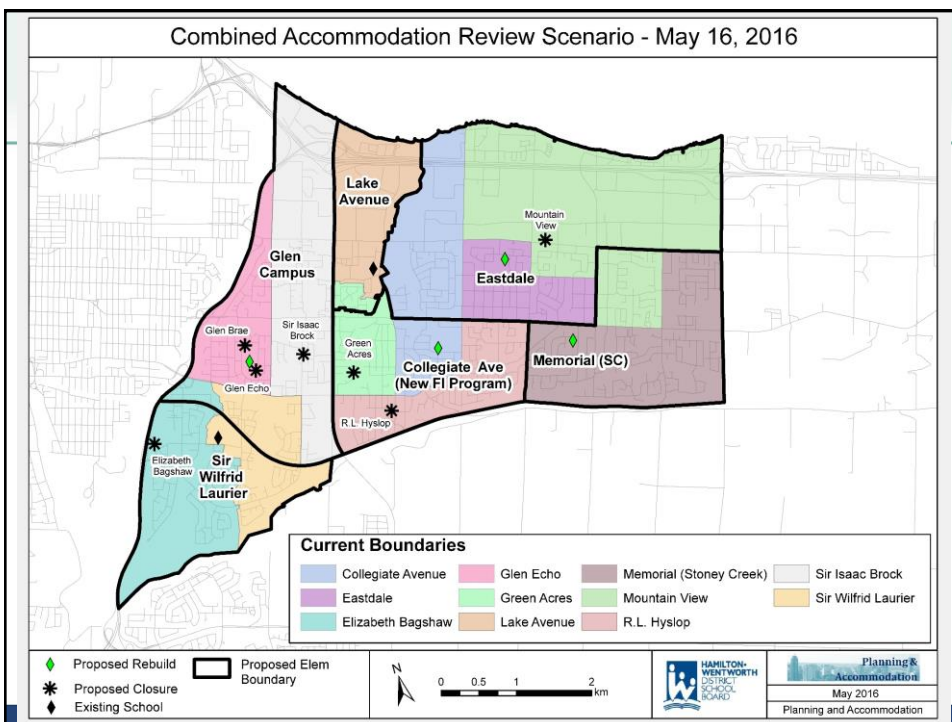 Combined Accommodation Review Scenario - May 16, 2016
Lake
Avenue
Mountain
View
Glen
Campus
Eastdale
Glen Brae
Sir Isaac
Brock
Green
Acres
Glen Echo
Collegiate Ave
(New FI Program)
Memorial (SC)
R.L. Hyslop
Elizabeth
Bagshaw
Sir
Wilfrid
Laurier
Current Boundaries
Collegiate Avenue
Glen Echo
Memorial (Stoney Creek)
Sir Isaac Brock
Eastdale
Green Acres
Mountain View
Sir Wilfrid Laurier
Elizabeth Bagshaw
Lake Avenue
R.L. Hyslop
Proposed Rebuild
Proposed Closure
Existing School
Proposed Elem
Boundary
N
0 0.5 1 2
km
HAMILTON-
WENTWORTH
DISTRICT
SCHOOL
BOARD
Planning &
Accommodation
May 2016
Planning and Accommodation